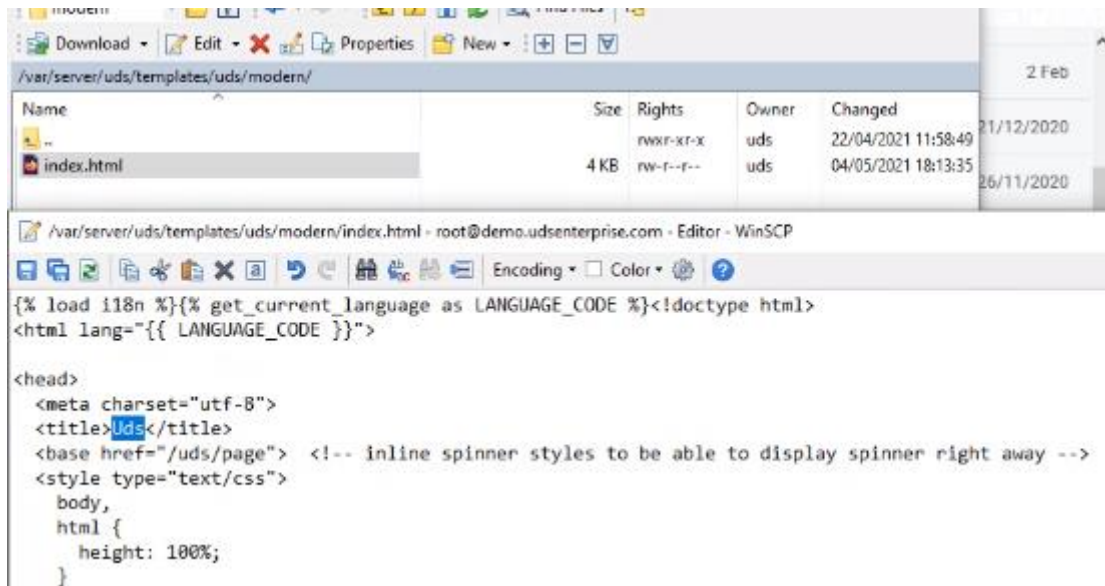 modern
Find Files
Download Edit Properties New
/var/server/uds/templates/uds/modern/
2 Feb
Name Size Rights Owner Changed
21/12/2020
.. rwxr-xr-x uds 22/04/2021 11:58:49
index.html 4 KB rw-r--r-- uds 04/05/2021 18:13:35
26/11/2020
/var/server/uds/templates/uds/modern/index.html - root@demo.udsenterprise.com - Editor - WinSCP
Encoding Color
{% load i18n %}{% get_current_language as LANGUAGE_CODE %}<!doctype html>
<html lang="{{ LANGUAGE_CODE }}">
<head>
<meta charset="utf-8">
<title>Uds</title>
<base href="/uds/page"> <!-- inline spinner styles to be able to display spinner right away -->
<style type="text/css">
body,
html {
height: 100%;
}